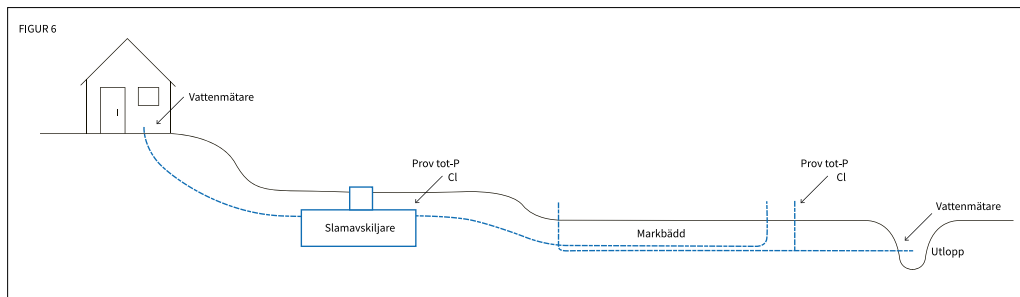 FIGUR 6
Vattenmätare
Prov tot-P
Cl
Slamavskiljare
Markbädd
Prov tot-P
Cl
Vattenmätare
Utlopp